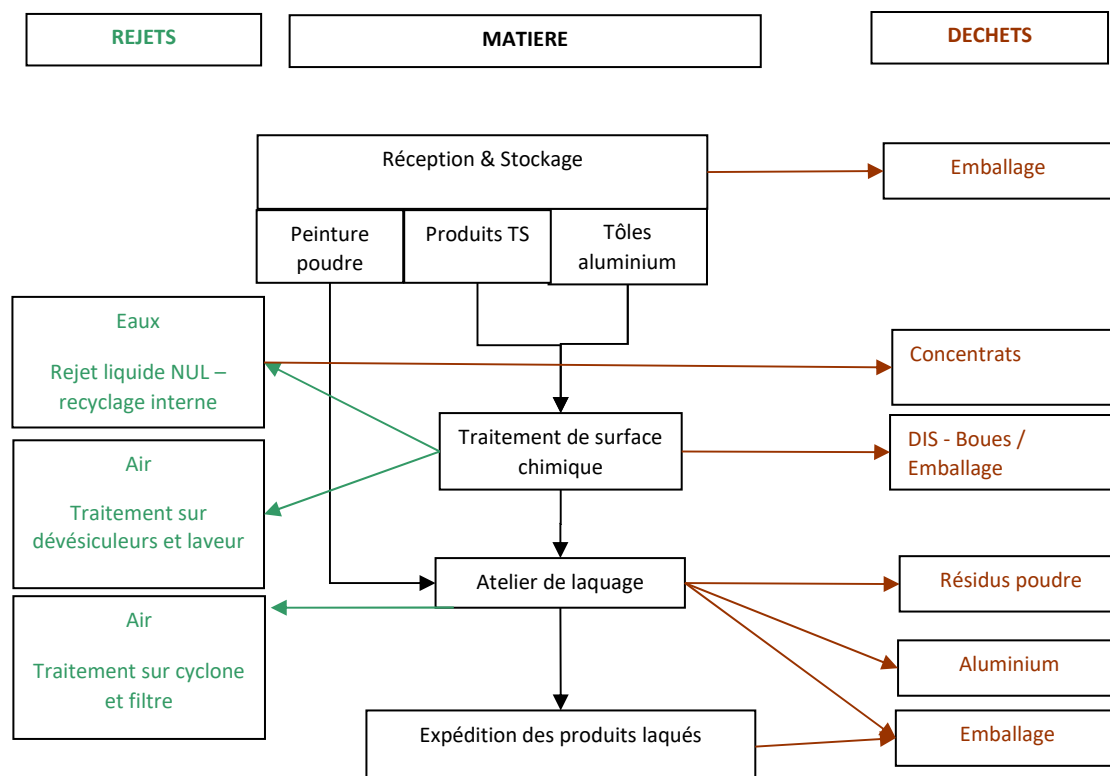 REJETS
MATIERE
DECHETS
Réception & Stockage
Emballage
Peinture
poudre
Produits TS
Tôles
aluminium
Eaux
Rejet liquide NUL –
recyclage interne
Concentrats
Traitement de surface
chimique
DIS - Boues /
Emballage
Air
Traitement sur
dévésiculeurs et laveur
Atelier de laquage
Résidus poudre
Air
Traitement sur cyclone
et filtre
Aluminium
Expédition des produits laqués
Emballage